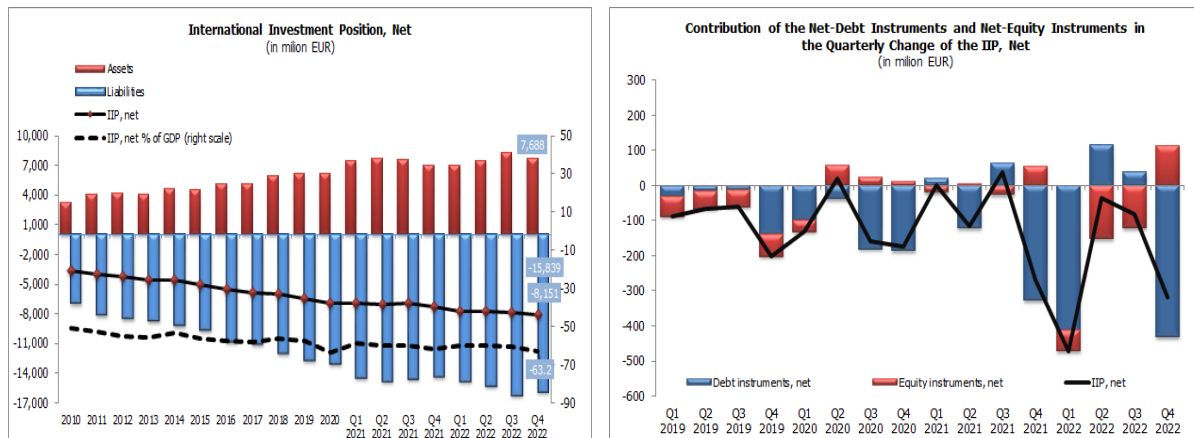 International Investment Position, Net
(in milion EUR)
Assets
Liabilities
IIP, net
IIP, net % of GDP (right scale)
10,000
7,000
4,000
1,000
-2,000
-5,000
-8,000
-11,000
-14,000
-17,000
50
30
10
-10
-30
-50
-70
-90
7,688
-15,839
-8,151
-63.2
2010 2011 2012 2013 2014 2015 2016 2017 2018 2019 2020 Q1 2021 Q2 2021 Q3 2021 Q4 2021 Q1 2022 Q2 2022 Q3 2022 Q4 2022
Contribution of the Net-Debt Instruments and Net-Equity Instruments in
the Quarterly Change of the IIP, Net
(in milion EUR)
300
200
100
0
-100
-200
-300
-400
-500
-600
Debt instruments, net Equity instruments, net IIP, net
Q1 Q2 Q3 Q4 Q1 Q2 Q3 Q4 Q1 Q2 Q3 Q4 Q1 Q2 Q3 Q4
2019 2019 2019 2019 2020 2020 2020 2020 2021 2021 2021 2021 2022 2022 2022 2022